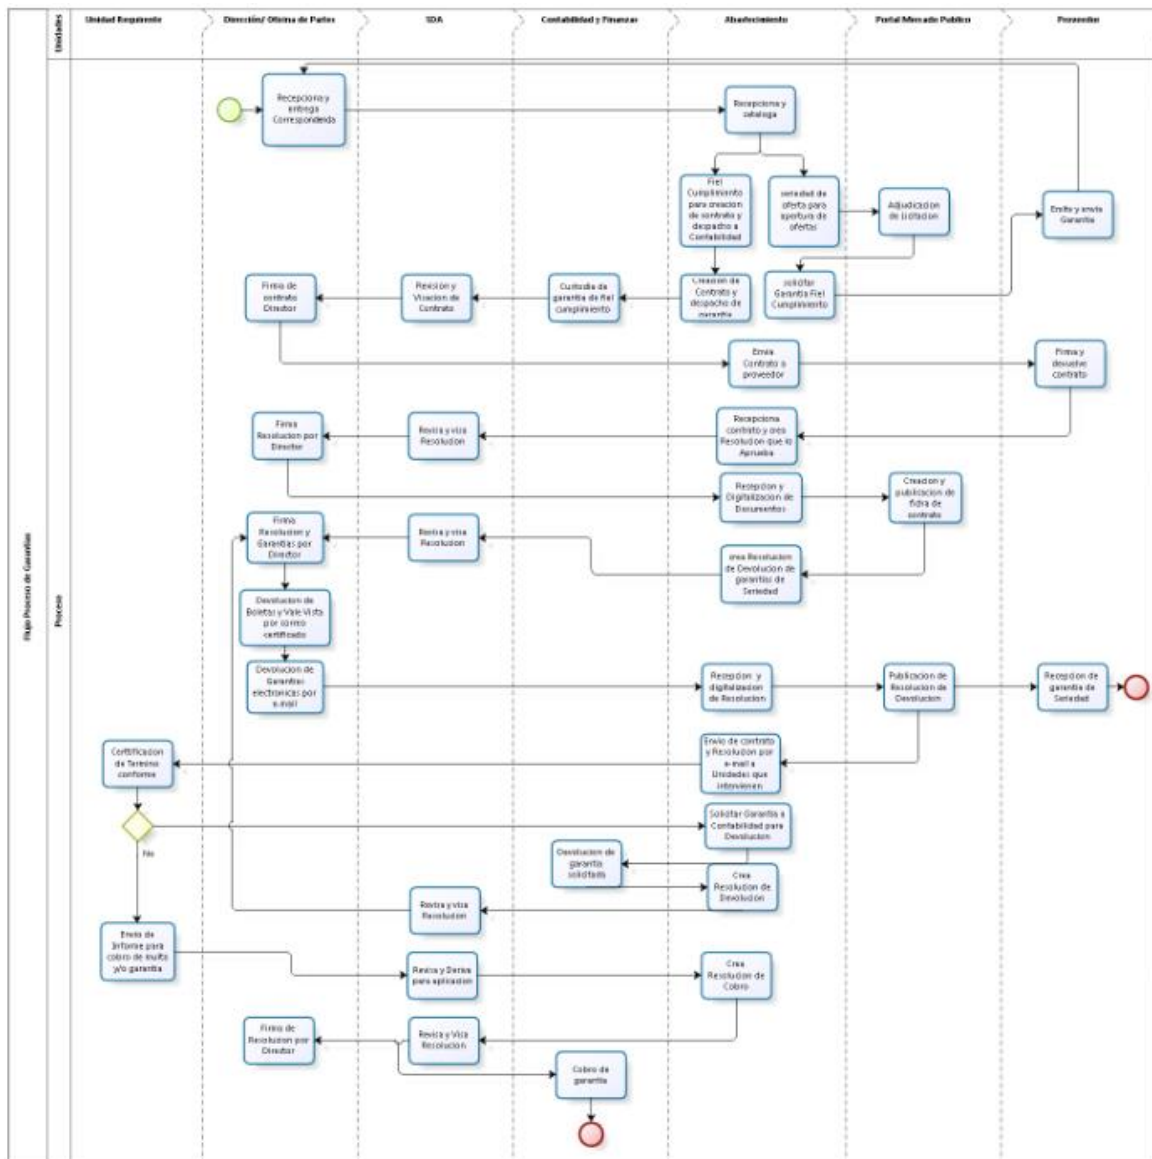 Unidad Requirente
Dirección/ Oficina de Partes
SDA
Contabilidad y Finanzas
Abastecimiento
Portal Mercado Publico
Proveedor
Unidades
Flujo Proceso de Garantías
Proceso
Recepciona y
entrega
Correspondencia
Recepciona y
cataloga
Fiel
Cumplimiento
para creacion
de contrato y
despacho a
Contabilidad
seriedad de
oferta para
apertura de
ofertas
Adjudicacion
de Licitacion
Emite y envia
Garantia
Firma de
contrato
Director
Revision y
Visacion de
Contrato
Custodia de
garantia de fiel
cumplimiento
Creacion de
Contrato y
despacho de
garantia
solicitar
Garantia Fiel
Cumplimiento
Envia
Contrato a
proveedor
Firma y
devuelve
contrato
Firma
Resolucion por
Director
Revisa y visa
Resolucion
Recepciona
contrato y crea
Resolucion que lo
Aprueba
Recepcion y
Digitalizacion de
Documentos
Creacion y
publicacion de
ficha de
contrato
Firma
Resolucion y
Garantias por
Director
Revisa y visa
Resolucion
crea Resolucion
de Devolucion de
garantias de
Seriedad
Devolucion de
Boletas y Vale Vista
por correo
certificado
Devolucion de
Garantias
electronicas por
e-mail
Recepcion y
digitalizacion
de Resolucion
Publicacion de
Resolucion de
Devolucion
Recepcion de
garantia de
Seriedad
Certificacion
de Termino
conforme
Envio de contrato
y Resolucion por
e-mail a
Unidades que
intervienen
Solicitar Garantia a
Contabilidad para
Devolucion
No
Devolucion de
garantia
solicitada
Crea
Resolucion de
Devolucion
Revisa y visa
Resolucion
Envio de
Informe para
cobro de multa
y/o garantia
Revisa y Deriva
para aplicacion
Crea
Resolucion de
Cobro
Firma de
Resolucion por
Director
Revisa y Visa
Resolucion
Cobro de
garantia